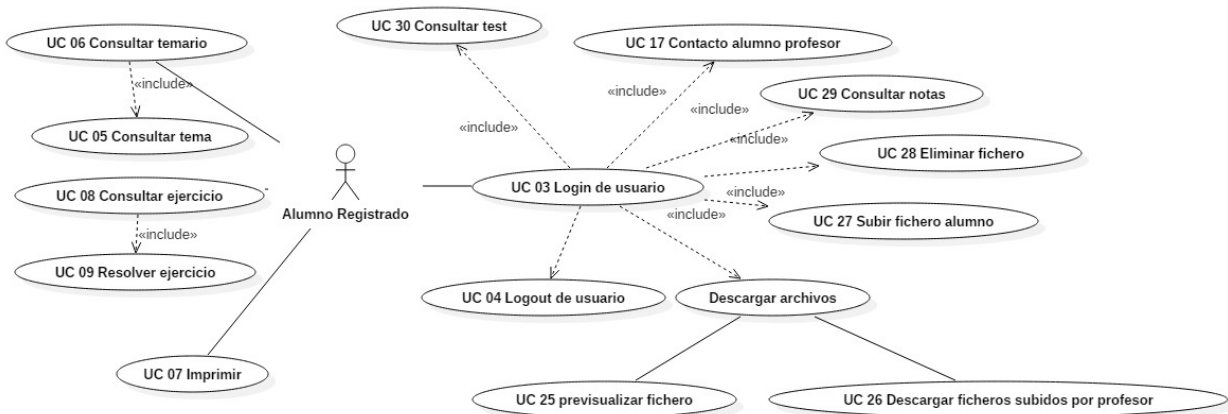 UC 30 Consultar test
UC 06 Consultar temario
UC 17 Contacto alumno profesor
«include»
«include»
UC 29 Consultar notas
«include»
«include»
«include»
UC 05 Consultar tema
UC 28 Eliminar fichero
UC 08 Consultar ejercicio
UC 03 Login de usuario
«include»
Alumno Registrado
«include»
UC 27 Subir fichero alumno
«include»
UC 09 Resolver ejercicio
UC 04 Logout de usuario
Descargar archivos
UC 07 Imprimir
UC 25 previsualizar fichero
UC 26 Descargar ficheros subidos por profesor